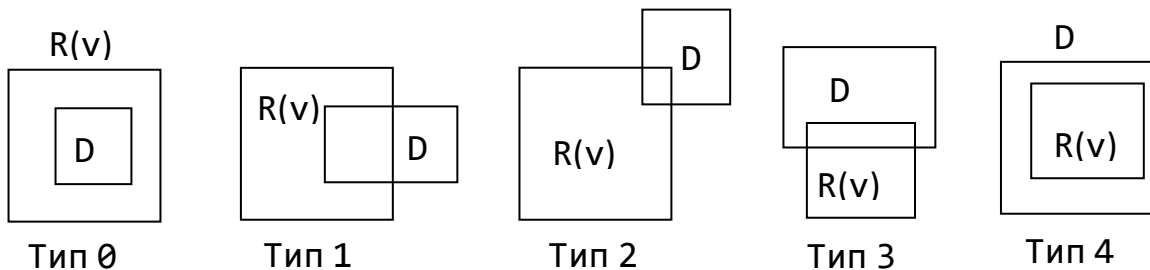 R(v)
D
Тип 0
R(v)
D
Тип 1
D
R(v)
Тип 2
D
R(v)
Тип 3
D
R(v)
Тип 4